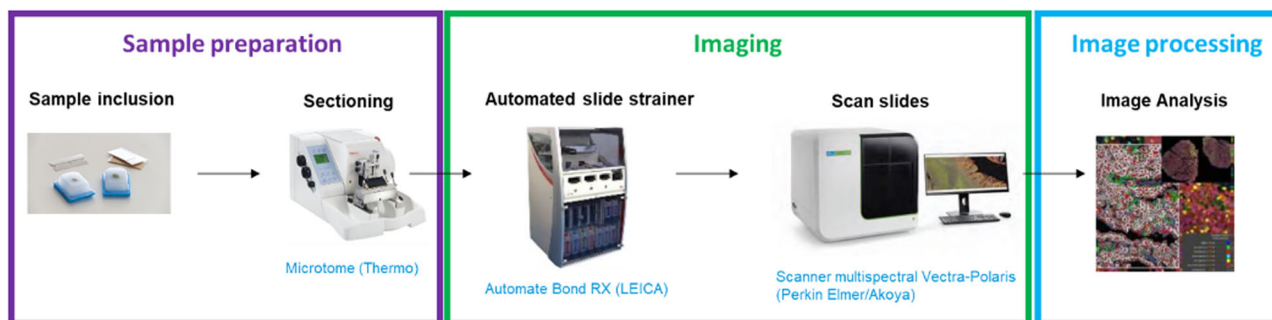 Sample preparation
Imaging
Image processing
Sample inclusion
Sectioning
Automated slide strainer
Scan slides
Image Analysis
Microtome (Thermo)
Automate Bond RX (LEICA)
Scanner multispectral Vectra-Polaris
(Perkin Elmer/Akoya)